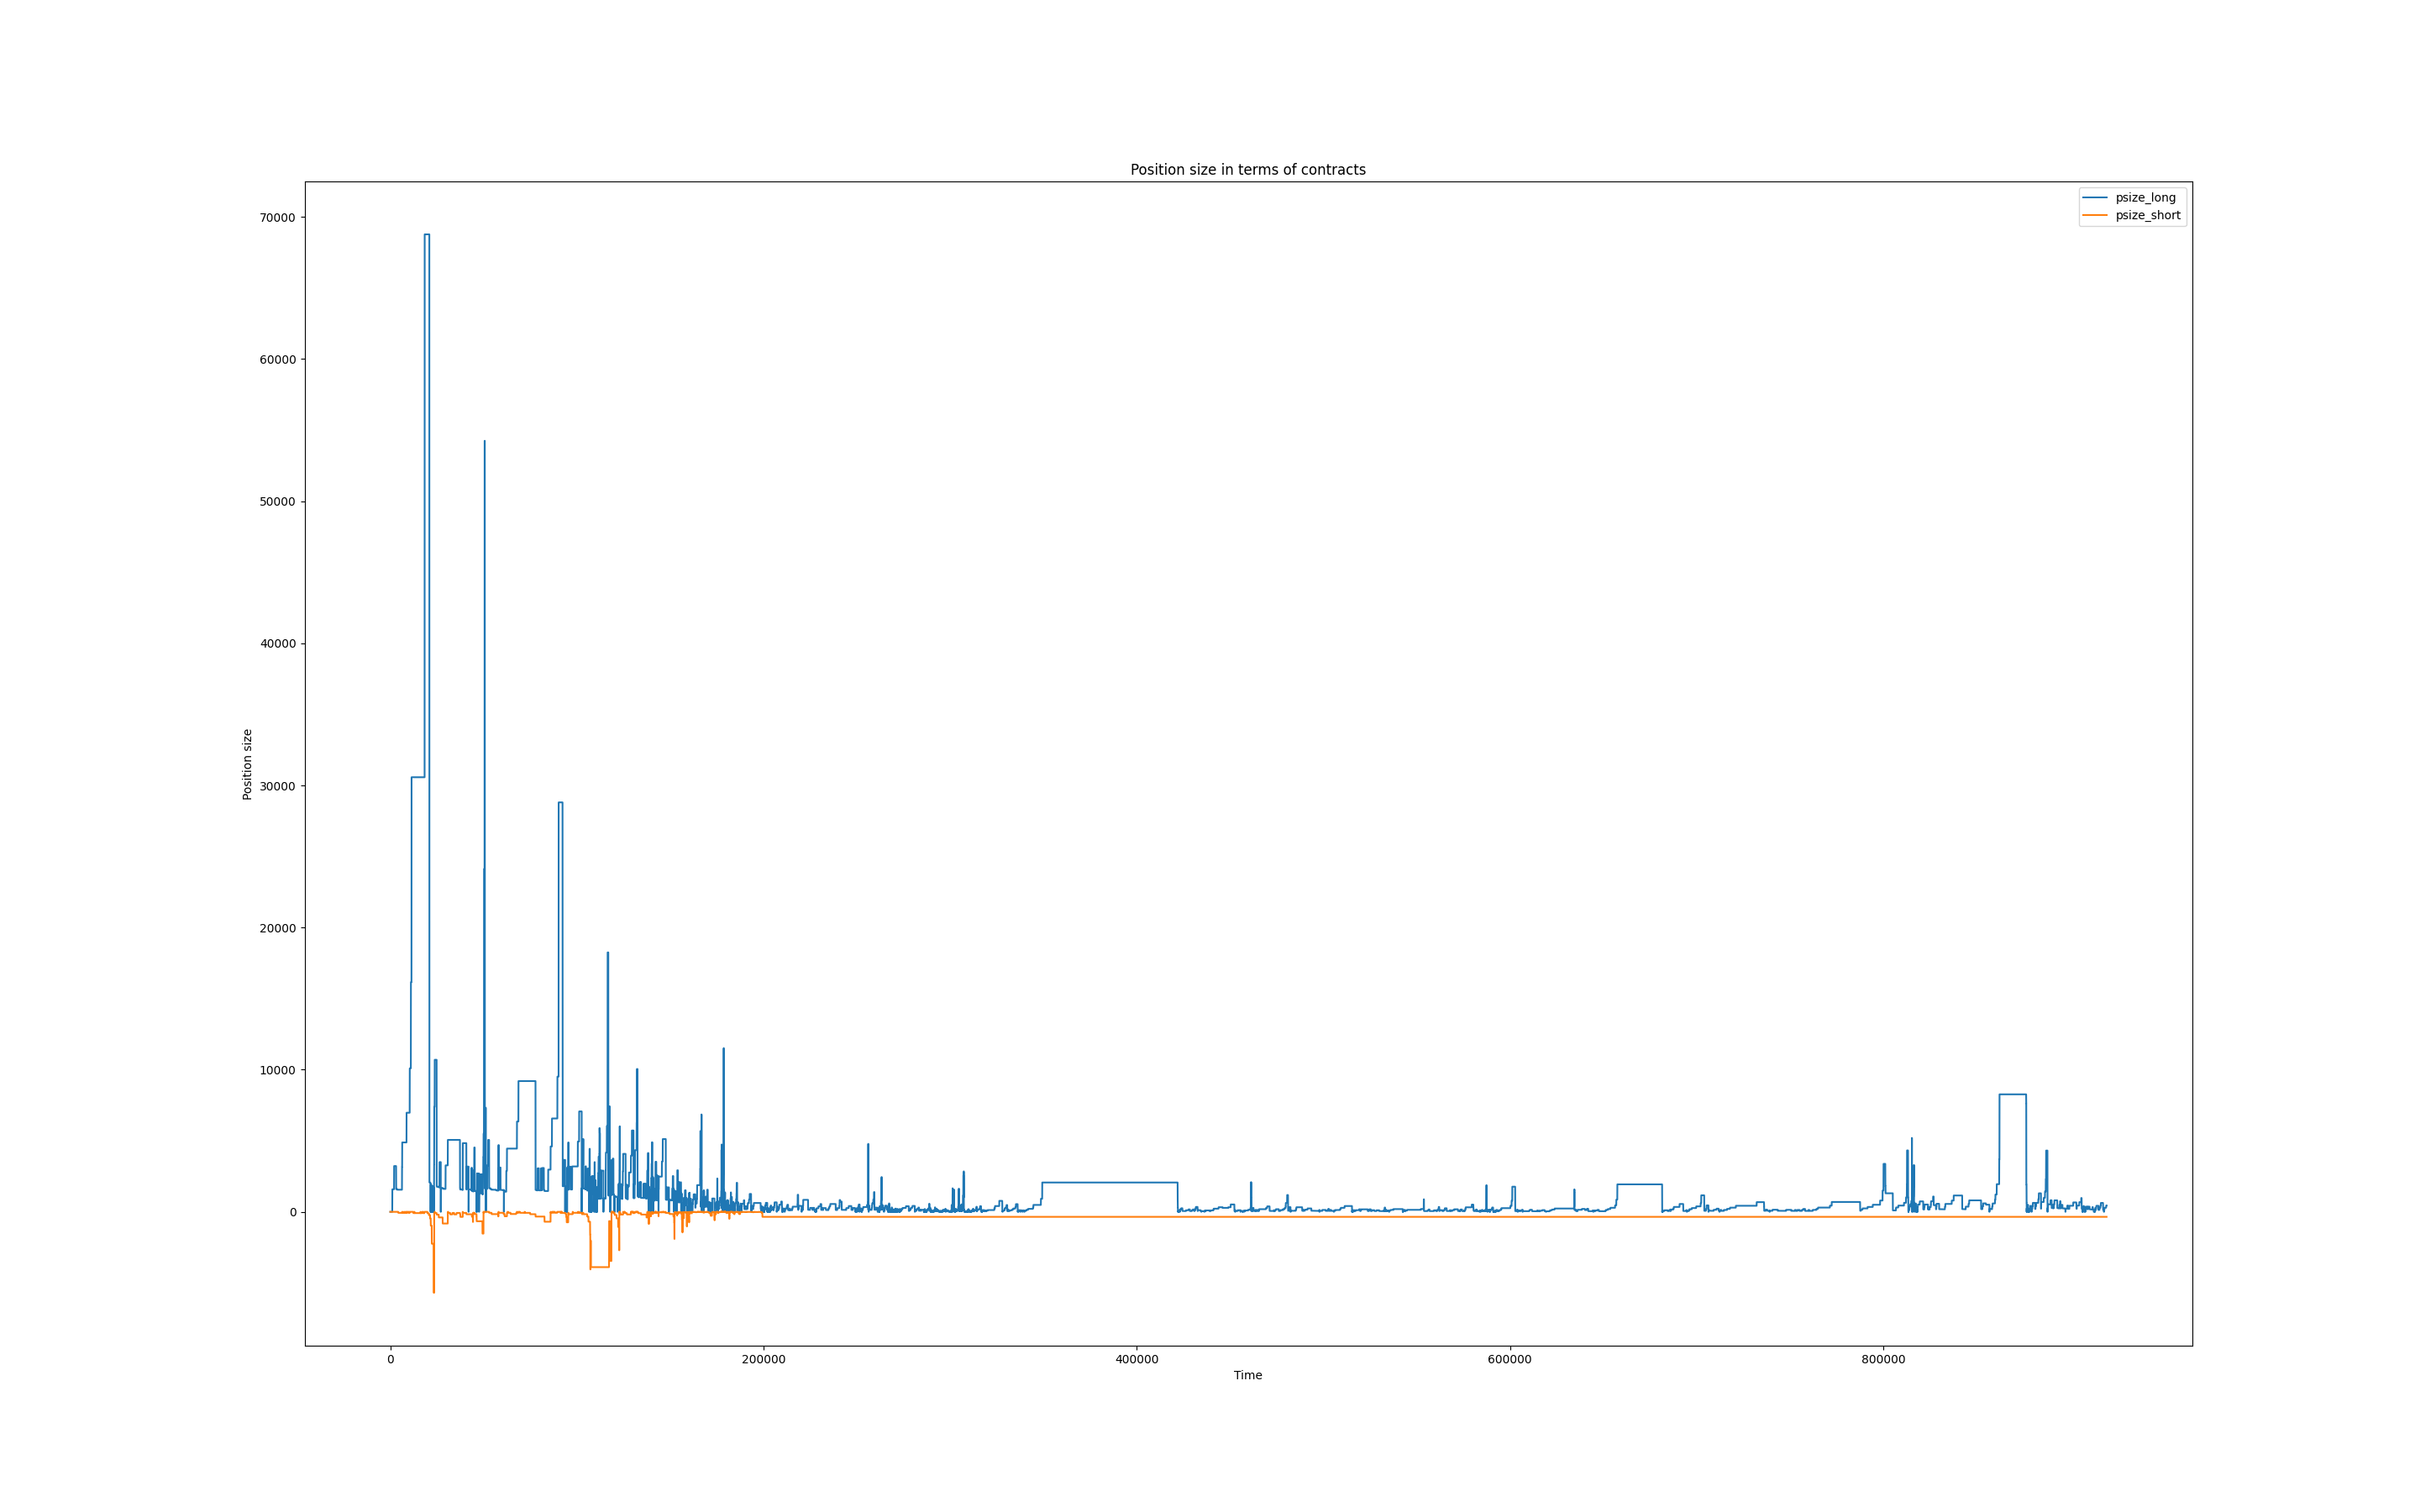 Position size in terms of contracts
psize_long
psize_short
70000
60000
50000
40000
30000
20000
10000
0
Position size
0
200000
400000
600000
800000
Time